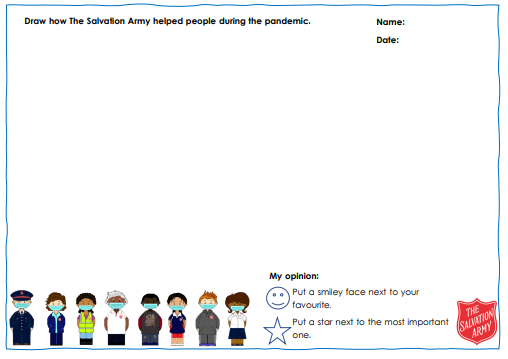 Draw how The Salvation Army helped people during the pandemic.
Name:
Date:
My opinion:
Put a smiley face next to your
favourite.
Put a star next to the most important
one.
THE
SALVATION
ARMY